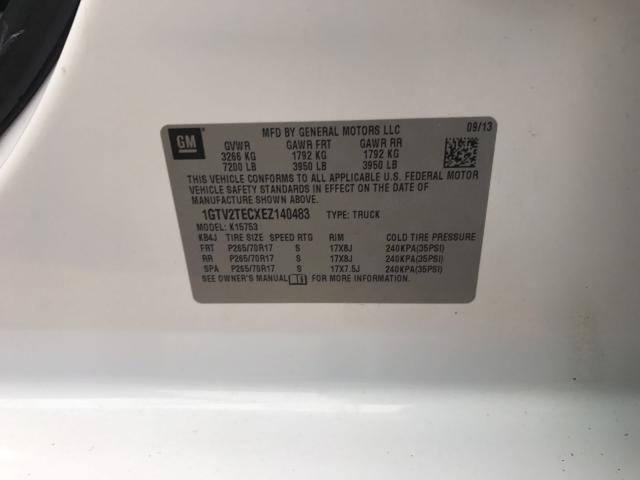 GM
MFD BY GENERAL MOTORS LLC
09/13
GVWR GAWR FRT GAWR RR
3266 KG 1792 KG 1792 KG
7200 LB 3950 LB 3950 LB
THIS VEHICLE CONFORMS TO ALL APPLICABLE U.S. FEDERAL MOTOR
VEHICLE SAFETY STANDARDS IN EFFECT ON THE DATE OF
MANUFACTURE SHOWN ABOVE.
1GTV2TECXEZ140483 TYPE: TRUCK
MODEL: K15753
KB4J TIRE SIZE SPEED RTG RIM COLD TIRE PRESSURE
FRT P265/70R17 S 17X8J 240KPA(35PSI)
RR P265/70R17 S 17X8J 240KPA(35PSI)
SPA P265/70R17 S 17X7.5J 240KPA(35PSI)
SEE OWNER'S MANUAL FOR MORE INFORMATION.